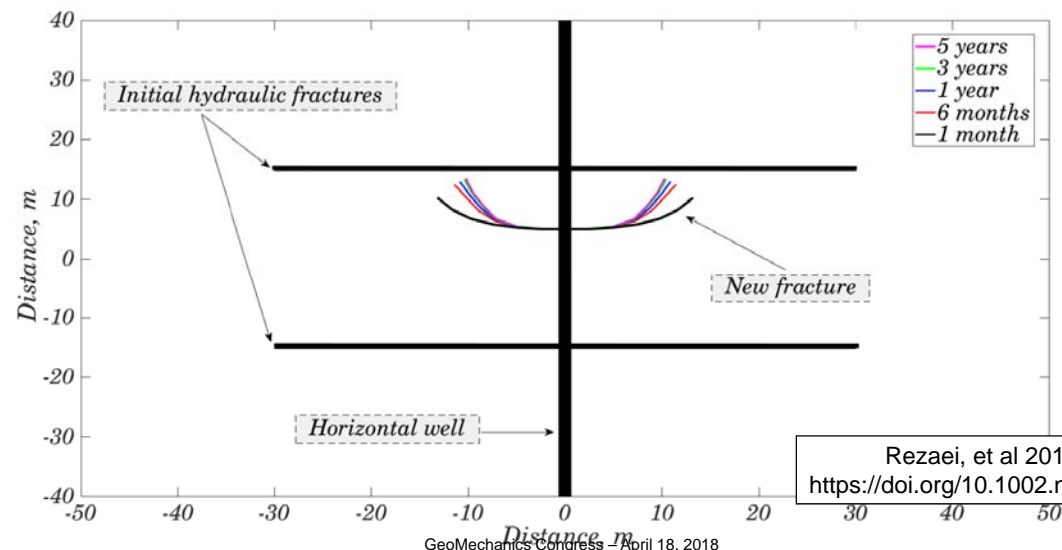 40
30
20
10
0
-10
-20
-30
-40
Distance, m
Initial hydraulic fractures
5 years
3 years
1 year
6 months
1 month
New fracture
Horizontal well
Rezaei, et al 201
https://doi.org/10.1002.n
-50 -40 -30 -20 -10 0 10 20 30 40 50
Distance, m
GeoMechanics Congress – April 18, 2018